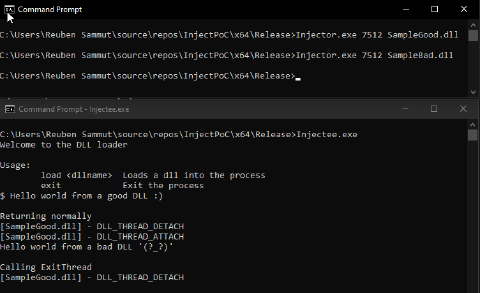 Command Prompt
C:\Users\Reuben Sammut\source\repos\InjectPoC\x64\Release>Injector.exe 7512 SampleGood.dll
C:\Users\Reuben Sammut\source\repos\InjectPoC\x64\Release>Injector.exe 7512 SampleBad.dll
C:\Users\Reuben Sammut\source\repos\InjectPoC\x64\Release>_
Command Prompt - Injectee.exe
C:\Users\Reuben Sammut\source\repos\InjectPoC\x64\Release>Injectee.exe
Welcome to the DLL loader
Usage:
load <dllname> Loads a dll into the process
exit Exit the process
$ Hello world from a good DLL :)
Returning normally
[SampleGood.dll] - DLL_THREAD_DETACH
[SampleGood.dll] - DLL_THREAD_ATTACH
Hello world from a bad DLL '(?_?)'
Calling ExitThread
[SampleGood.dll] - DLL_THREAD_DETACH